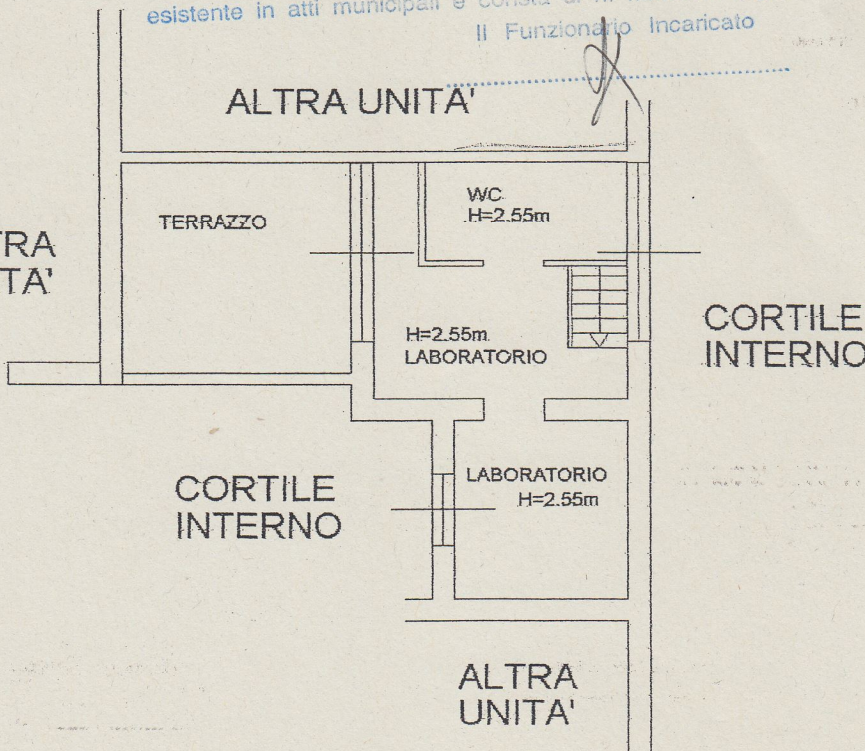 esistente in atti municipali e consta di
Il Funzionario Incaricato
ALTRA UNITA'
WC
H=2.55m
TERRAZZO
TRA
TA'
CORTILE
INTERNO
H=2.55m
LABORATORIO
LABORATORIO
H=2.55m
CORTILE
INTERNO
ALTRA
UNITA'